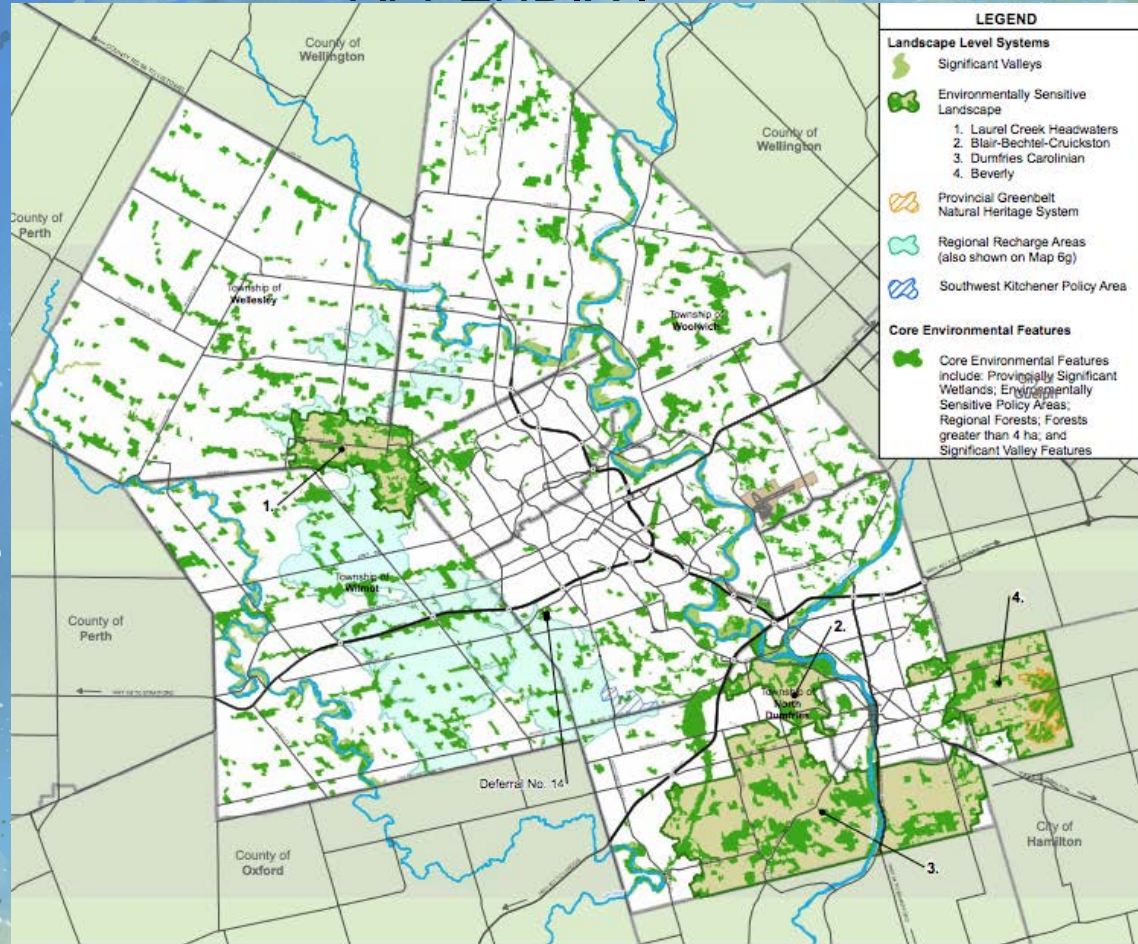 APPENDIX
County of
Wellington
County of
Wellington
County of
Perth
Township of
Wellesley
Township of
Woolwich
1.
Township of
Wilmot
County of
Perth
4.
2.
Township of
North
Dumfries
Deferral No. 14
3.
County of
Oxford
City of
Hamilton
LEGEND
Landscape Level Systems
Significant Valleys
Environmentally Sensitive
Landscape
1. Laurel Creek Headwaters
2. Blair-Bechtel-Cruickston
3. Dumfries Carolinian
4. Beverly
Provincial Greenbelt
Natural Heritage System
Regional Recharge Areas
(also shown on Map 6g)
Southwest Kitchener Policy Area
Core Environmental Features
Core Environmental Features
include: Provincially Significant
Wetlands; Environmentally
Sensitive Policy Areas;
Regional Forests; Forests
greater than 4 ha; and
Significant Valley Features
City of
Guelph